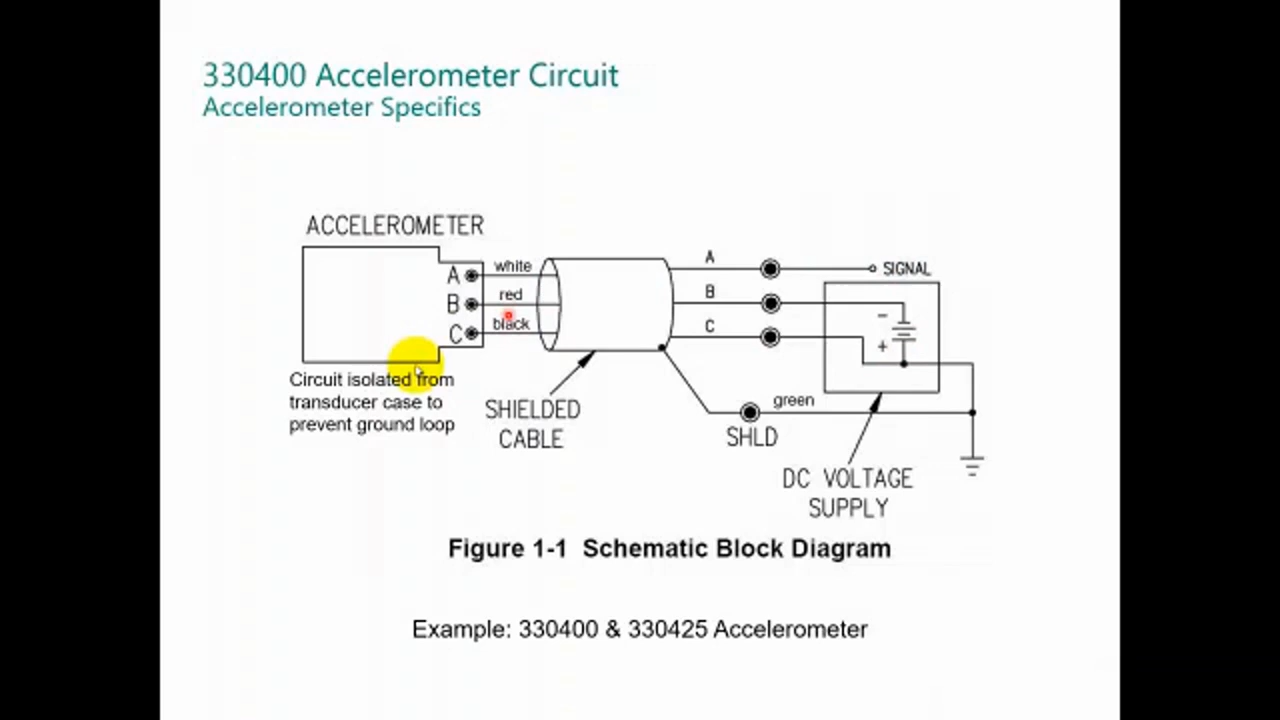 330400 Accelerometer Circuit
Accelerometer Specifics
ACCELEROMETER
A
B
C
white
red
black
Circuit isolated from
transducer case to
prevent ground loop
SHIELDED
CABLE
A
B
C
SIGNAL
-
+
green
SHLD
DC VOLTAGE
SUPPLY
Figure 1-1 Schematic Block Diagram
Example: 330400 & 330425 Accelerometer